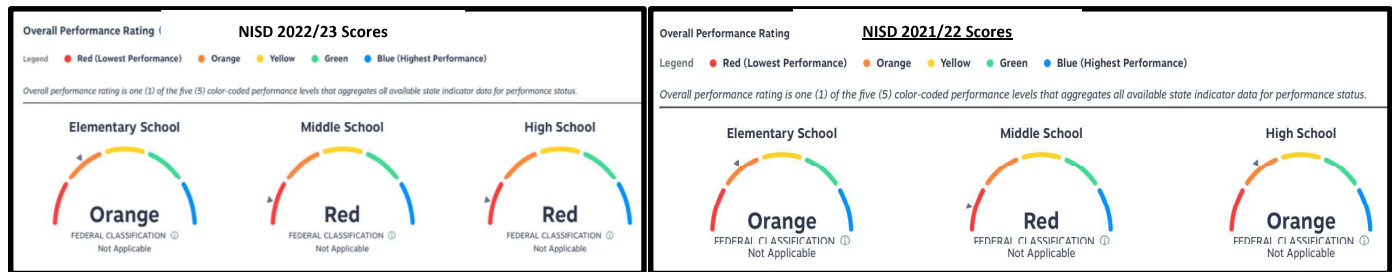 NISD 2022/23 Scores
Overall Performance Rating
Legend Red (Lowest Performance) Orange Yellow Green Blue (Highest Performance)
Overall performance rating is one (1) of the five (5) color-coded performance levels that aggregates all available state indicator data for performance status.
Elementary School Middle School High School
Orange Red Red
FEDERAL CLASSIFICATION ⓘ FEDERAL CLASSIFICATION ⓘ FEDERAL CLASSIFICATION ⓘ
Not Applicable Not Applicable Not Applicable
NISD 2021/22 Scores
Overall Performance Rating
Legend Red (Lowest Performance) Orange Yellow Green Blue (Highest Performance)
Overall performance rating is one (1) of the five (5) color-coded performance levels that aggregates all available state indicator data for performance status.
Elementary School Middle School High School
Orange Red Orange
FEDERAL CLASSIFICATION ⓘ FEDERAL CLASSIFICATION ⓘ FEDERAL CLASSIFICATION ⓘ
Not Applicable Not Applicable Not Applicable